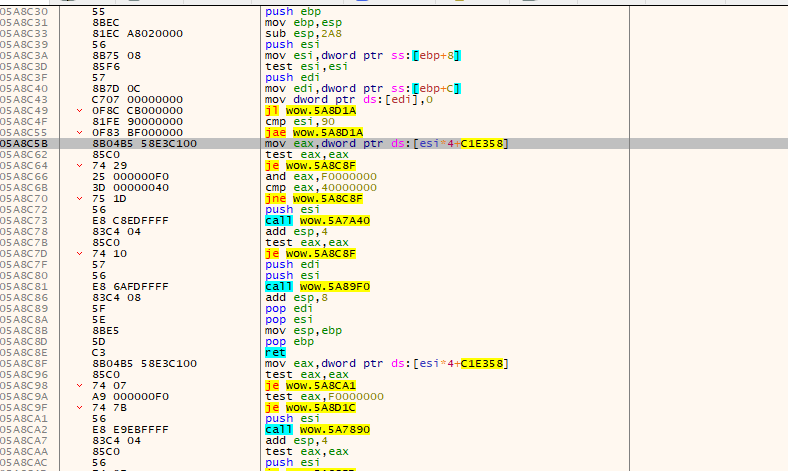 05A8C30 55 push ebp
05A8C31 8BEC mov ebp,esp
05A8C33 81EC A8020000 sub esp,2A8
05A8C39 56 push esi
05A8C3A 8B75 08 mov esi,dword ptr ss:[ebp+8]
05A8C3D 85F6 test esi,esi
05A8C3F 57 push edi
05A8C40 8B7D 0C mov edi,dword ptr ss:[ebp+C]
05A8C43 C707 00000000 mov dword ptr ds:[edi],0
05A8C49 0F8C CB000000 jl wow.5A8D1A
05A8C4F 81FE 90000000 cmp esi,90
05A8C55 0F83 BF000000 jae wow.5A8D1A
05A8C5B 8B04B5 58E3C100 mov eax,dword ptr ds:[esi*4+C1E358]
05A8C62 85C0 test eax,eax
05A8C64 74 29 je wow.5A8C8F
05A8C66 25 000000F0 and eax,F0000000
05A8C6B 3D 00000040 cmp eax,40000000
05A8C70 75 1D jne wow.5A8C8F
05A8C72 56 push esi
05A8C73 E8 C8EDFFFF call wow.5A7A40
05A8C78 83C4 04 add esp,4
05A8C7B 85C0 test eax,eax
05A8C7D 74 10 je wow.5A8C8F
05A8C7F 57 push edi
05A8C80 56 push esi
05A8C81 E8 6AFDFFFF call wow.5A89F0
05A8C86 83C4 08 add esp,8
05A8C89 5F pop edi
05A8C8A 5E pop esi
05A8C8B 8BE5 mov esp,ebp
05A8C8D 5D pop ebp
05A8C8E C3 ret
05A8C8F 8B04B5 58E3C100 mov eax,dword ptr ds:[esi*4+C1E358]
05A8C96 85C0 test eax,eax
05A8C98 74 07 je wow.5A8CA1
05A8C9A A9 000000F0 test eax,F0000000
05A8C9F 74 7B je wow.5A8D1C
05A8CA1 56 push esi
05A8CA2 E8 E9EBFFFF call wow.5A7890
05A8CA7 83C4 04 add esp,4
05A8CAA 85C0 test eax,eax
05A8CAC 56 push esi